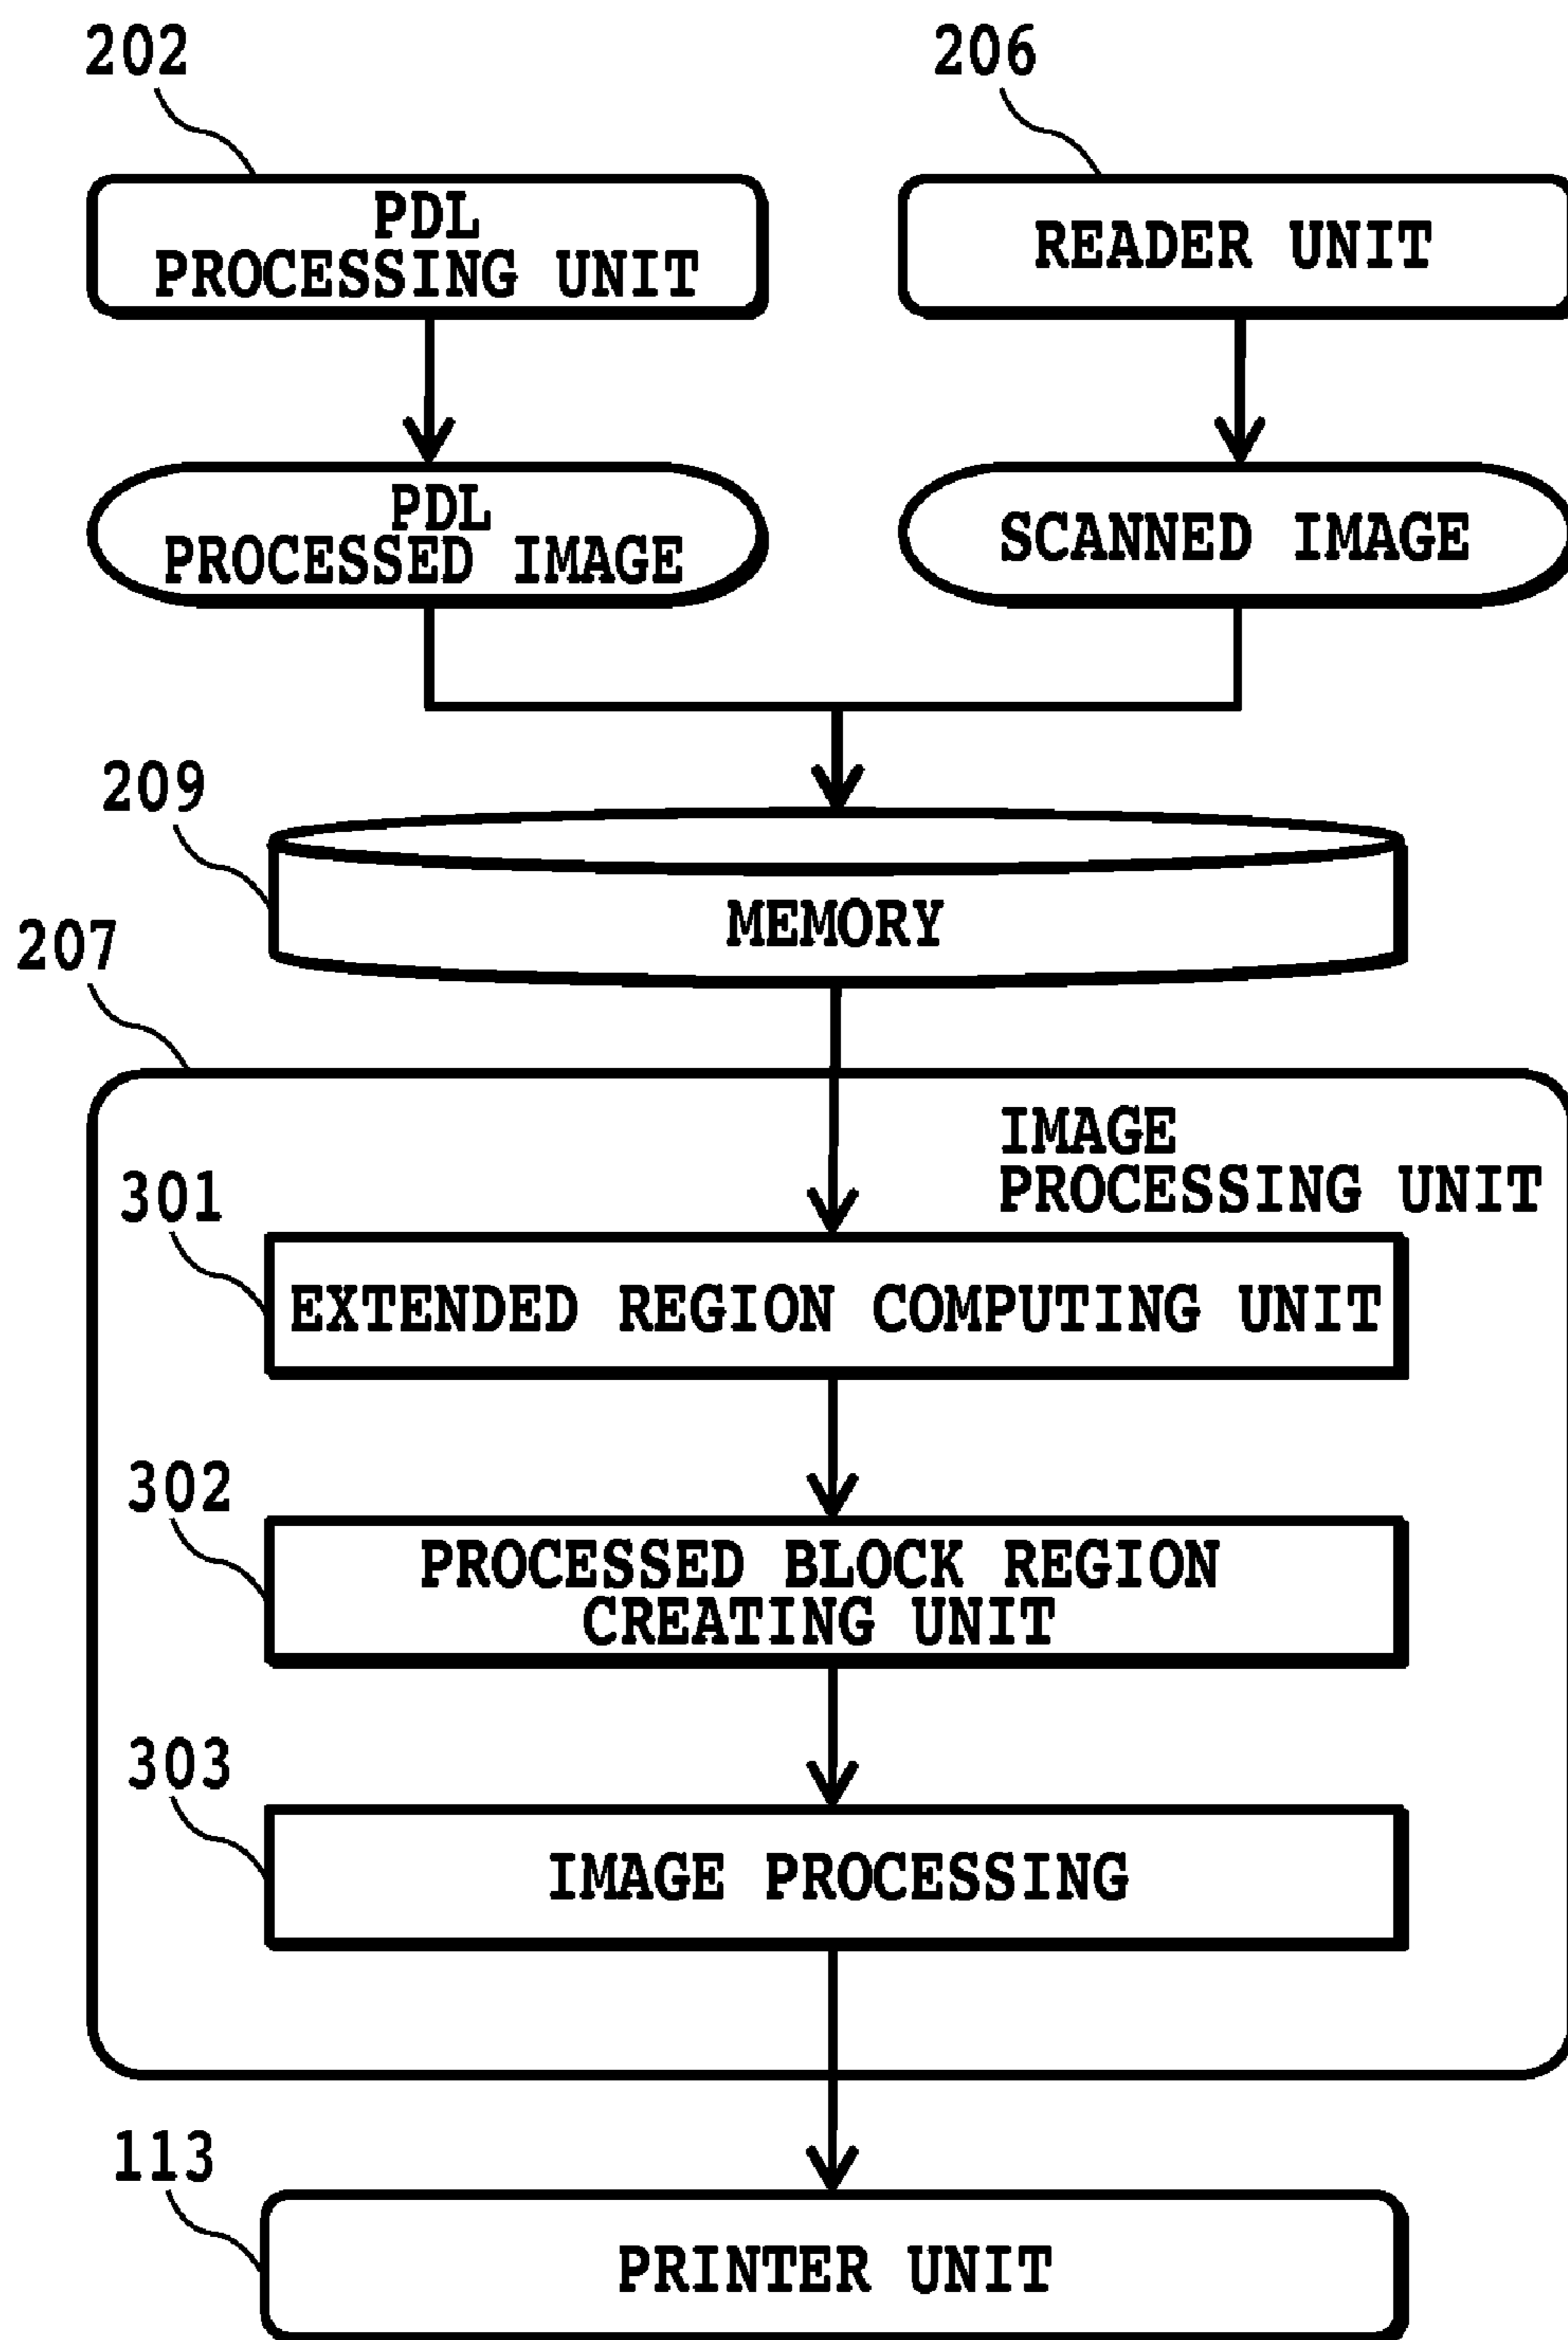 202
206
PDL
PROCESSING UNIT
READER UNIT
PDL
PROCESSED IMAGE
SCANNED IMAGE
209
MEMORY
207
IMAGE
PROCESSING UNIT
301
EXTENDED REGION COMPUTING UNIT
302
PROCESSED BLOCK REGION
CREATING UNIT
303
IMAGE PROCESSING
113
PRINTER UNIT